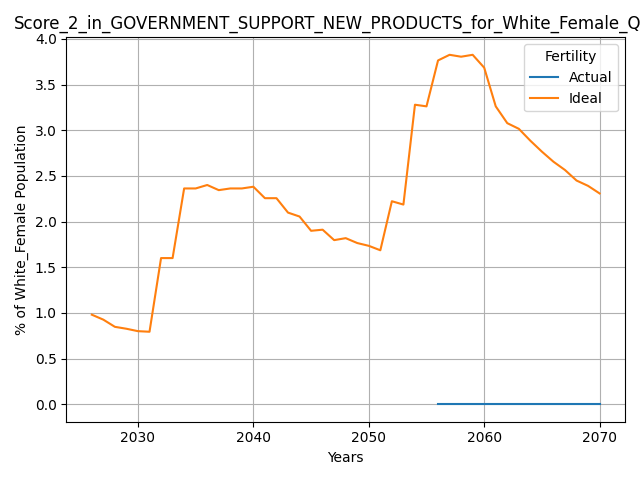 Score_2_in_GOVERNMENT_SUPPORT_NEW_PRODUCTS_for_White_Female_Q
4.0
3.5
3.0
2.5
2.0
1.5
1.0
0.5
0.0
% of White_Female Population
Fertility
Actual
Ideal
2030 2040 2050 2060 2070
Years